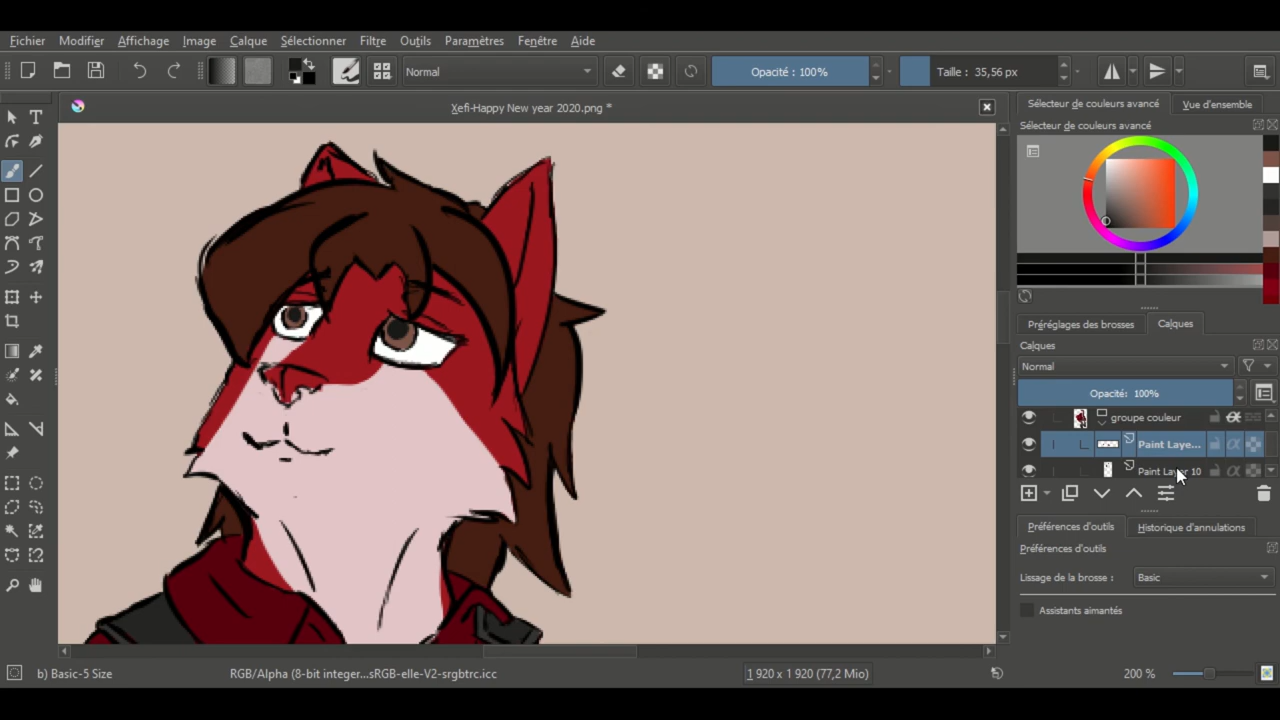 Fichier Modifier Affichage Image Calque Sélectionner Filtre Outils Paramètres Fenêtre Aide
Normal Opacité : 100% Taille : 35,56 px
Xefi-Happy New year 2020.png *
Sélecteur de couleurs avancé Vue d'ensemble
Sélecteur de couleurs avancé
Préréglages des brosses Calques
Calques
Normal
Opacité: 100%
groupe couleur
Paint Laye...
Paint Layer 10
Préférences d'outils Historique d'annulations
Préférences d'outils
Lissage de la brosse : Basic
Assistants aimantés
b) Basic-5 Size RGB/Alpha (8-bit integer...sRGB-elle-V2-srgbtrc.icc 1 920 x 1 920 (77,2 Mio) 200 %